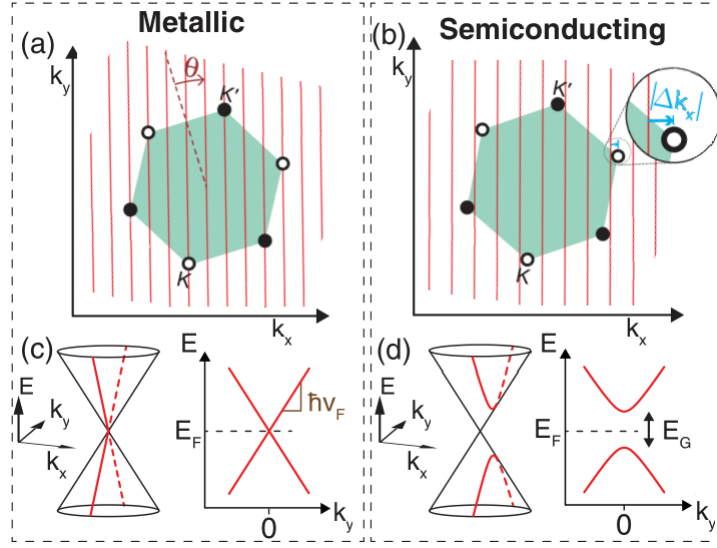 Metallic
(a)
k_y
θ
K'
K
k_x
Semiconducting
(b)
k_y
K'
|Δk_x|
K
k_x
(c)
E
k_y
k_x
E
E_F
ħv_F
0
k_y
(d)
E
k_y
k_x
E
E_F
E_G
0
k_y